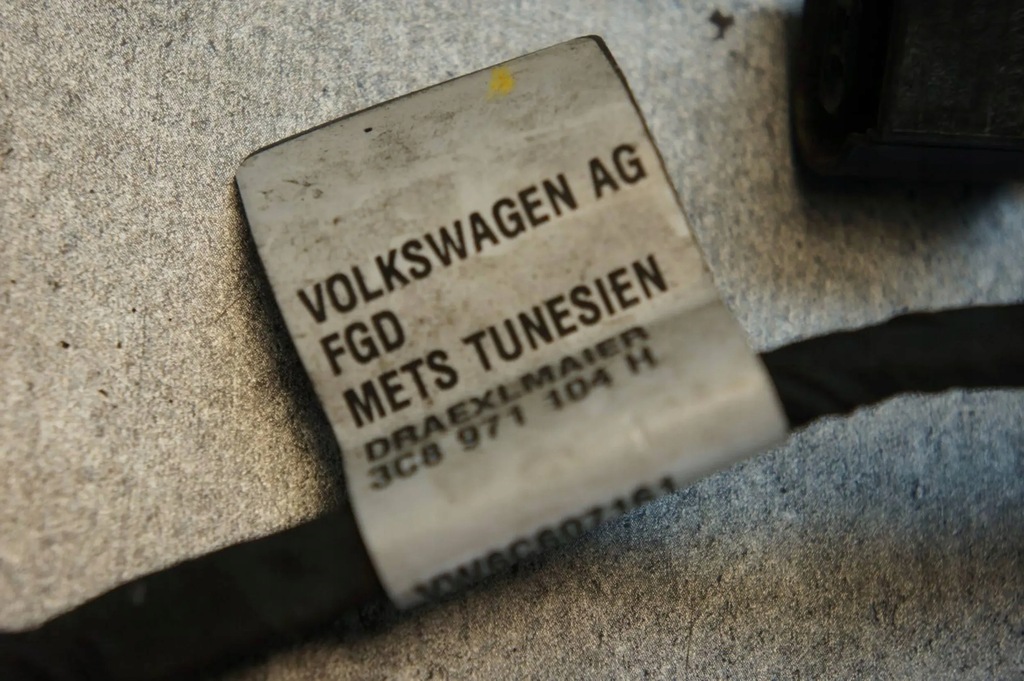 VOLKSWAGEN AG
FGD
METS TUNESIEN
DRAEXLMAIER
3C8 971 104 H